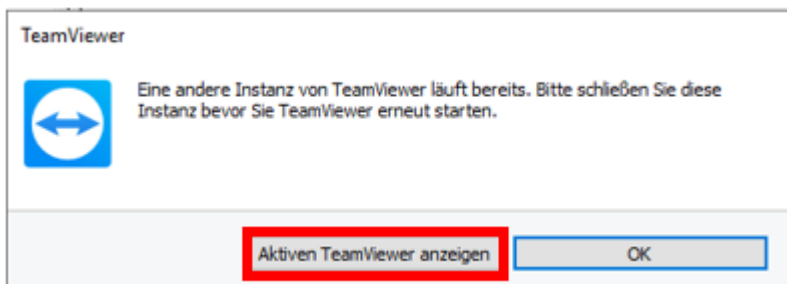 TeamViewer
Eine andere Instanz von TeamViewer läuft bereits. Bitte schließen Sie diese
Instanz bevor Sie TeamViewer erneut starten.
Aktiven TeamViewer anzeigen OK